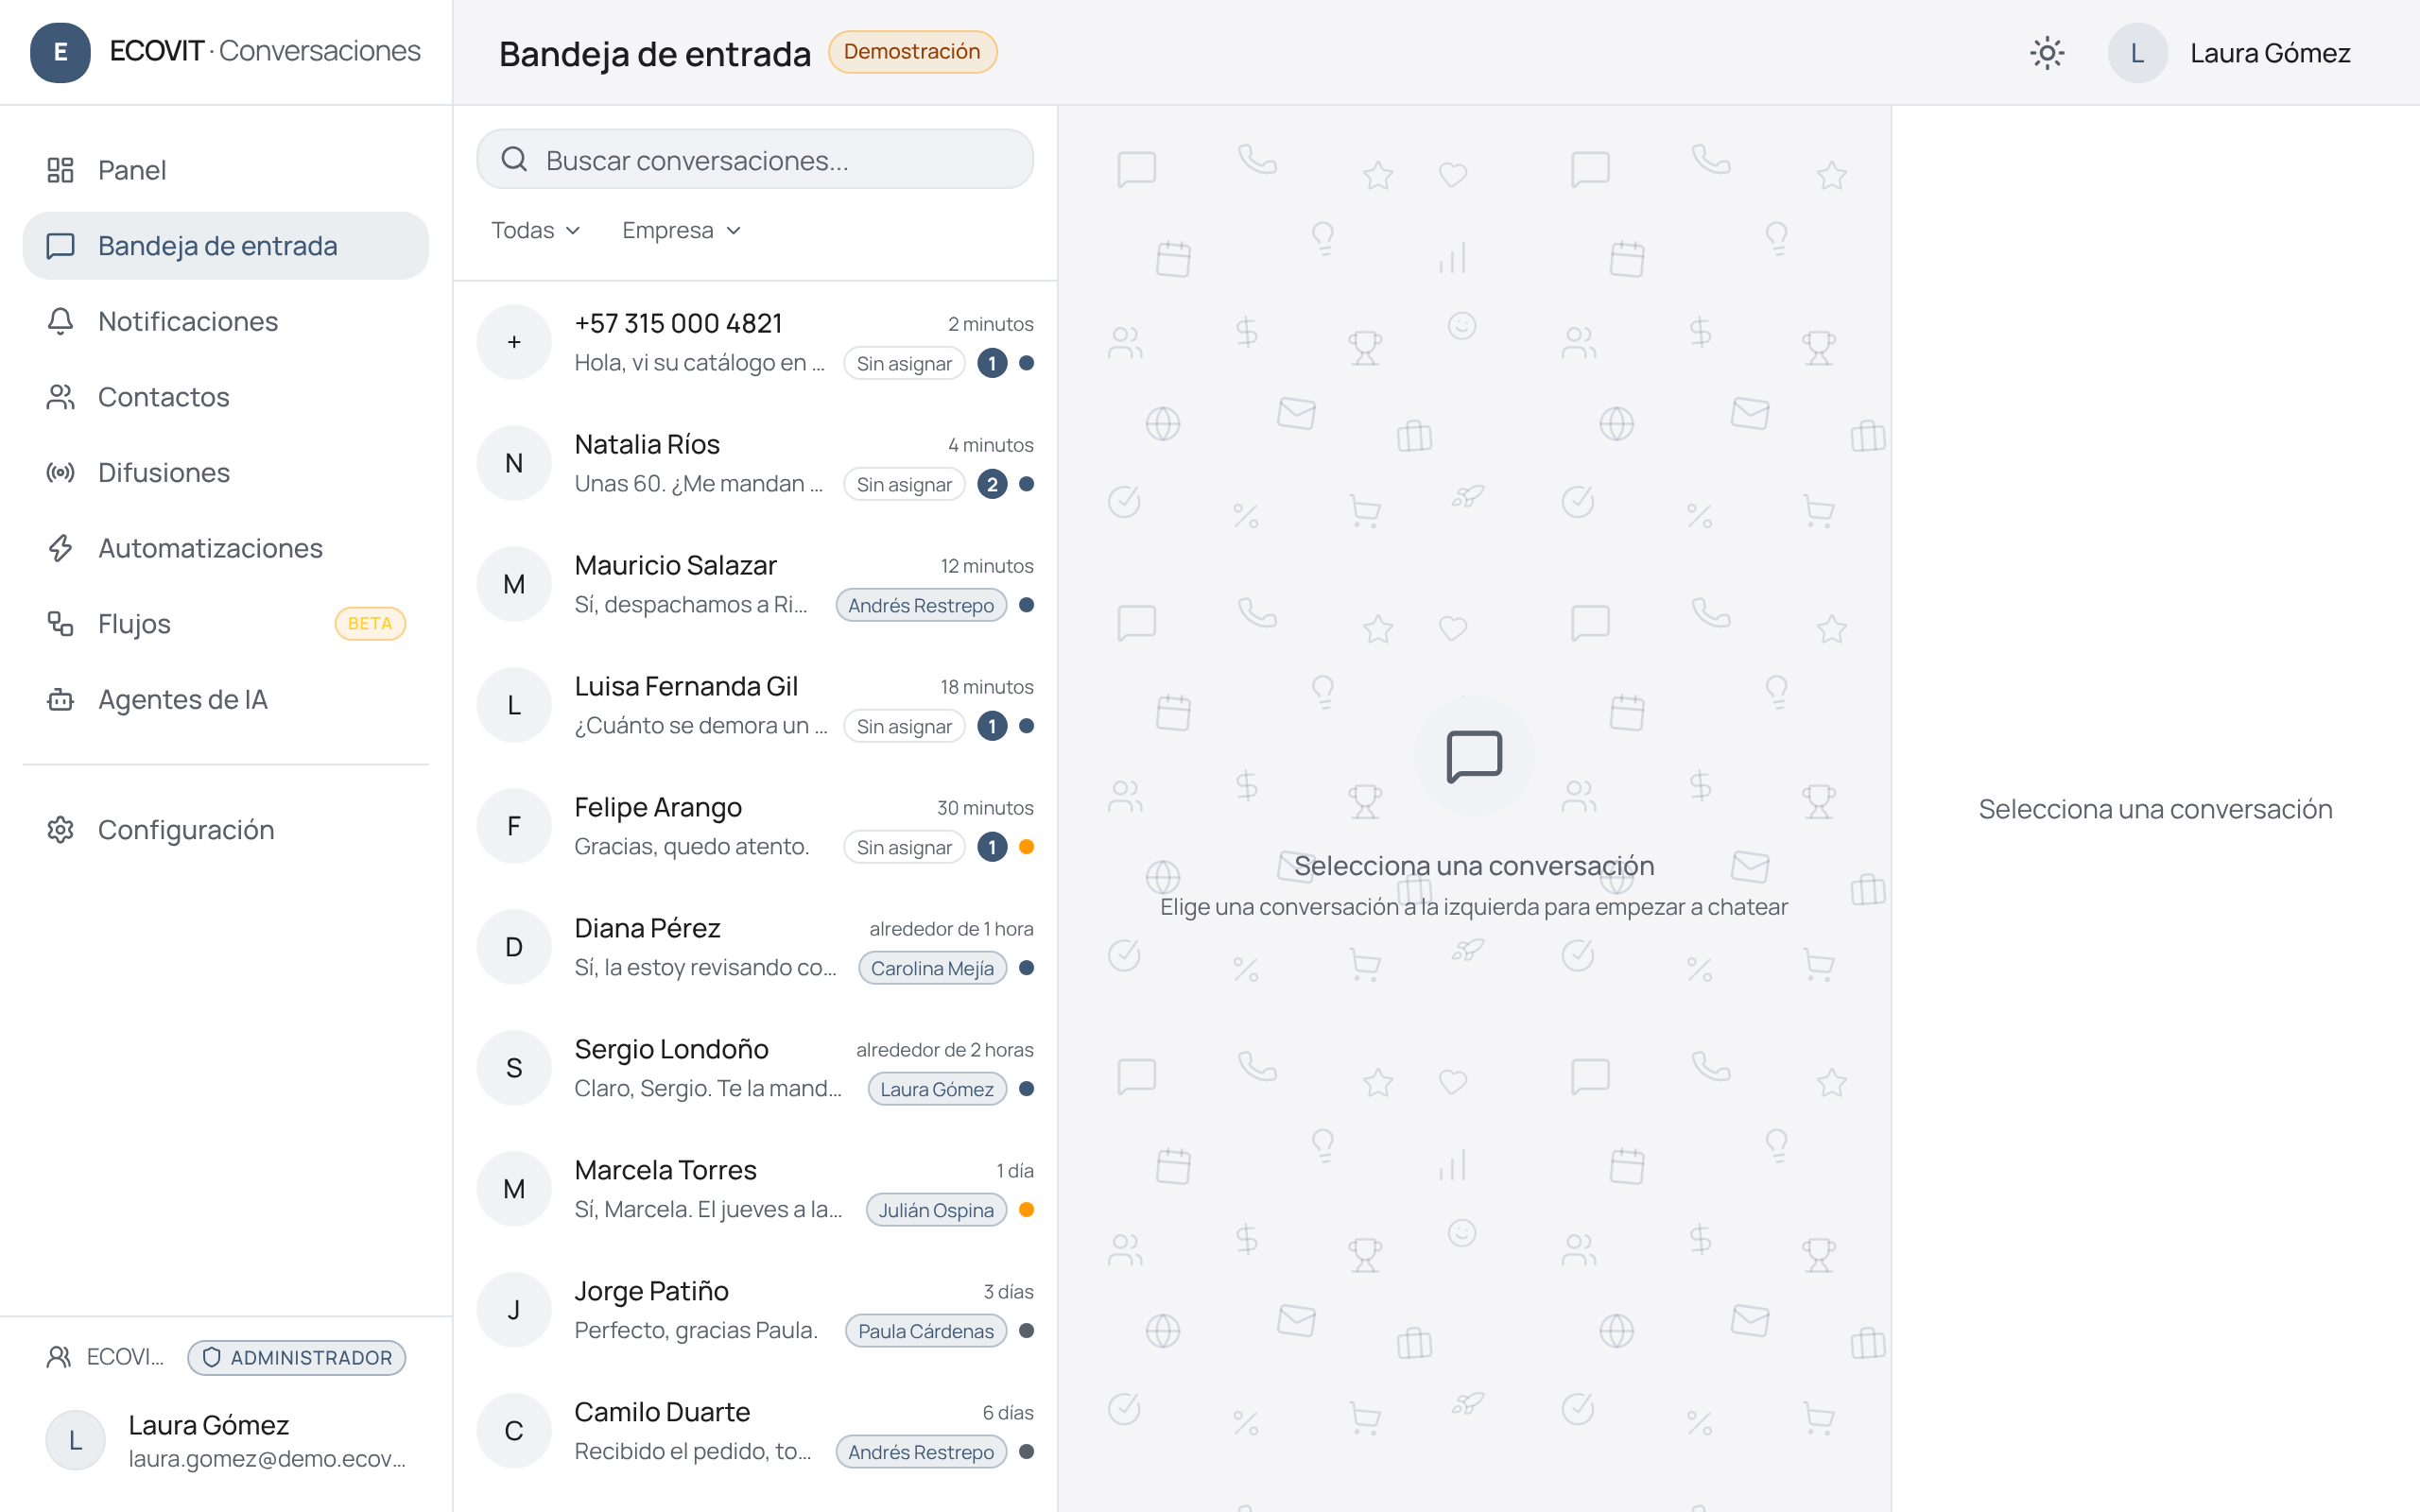 E ECOVIT · Conversaciones
Panel
Bandeja de entrada
Notificaciones
Contactos
Difusiones
Automatizaciones
Flujos BETA
Agentes de IA
Configuración
ECOVI... ADMINISTRADOR
L Laura Gómez
laura.gomez@demo.ecov...
Bandeja de entrada Demostración
L Laura Gómez
Buscar conversaciones...
Todas Empresa
+ +57 315 000 4821 2 minutos
Hola, vi su catálogo en ... Sin asignar 1
N Natalia Ríos 4 minutos
Unas 60. ¿Me mandan ... Sin asignar 2
M Mauricio Salazar 12 minutos
Sí, despachamos a Ri... Andrés Restrepo
L Luisa Fernanda Gil 18 minutos
¿Cuánto se demora un ... Sin asignar 1
F Felipe Arango 30 minutos
Gracias, quedo atento. Sin asignar 1
D Diana Pérez alrededor de 1 hora
Sí, la estoy revisando co... Carolina Mejía
S Sergio Londoño alrededor de 2 horas
Claro, Sergio. Te la mand... Laura Gómez
M Marcela Torres 1 día
Sí, Marcela. El jueves a la... Julián Ospina
J Jorge Patiño 3 días
Perfecto, gracias Paula. Paula Cárdenas
C Camilo Duarte 6 días
Recibido el pedido, to... Andrés Restrepo
Selecciona una conversación
Elige una conversación a la izquierda para empezar a chatear
Selecciona una conversación